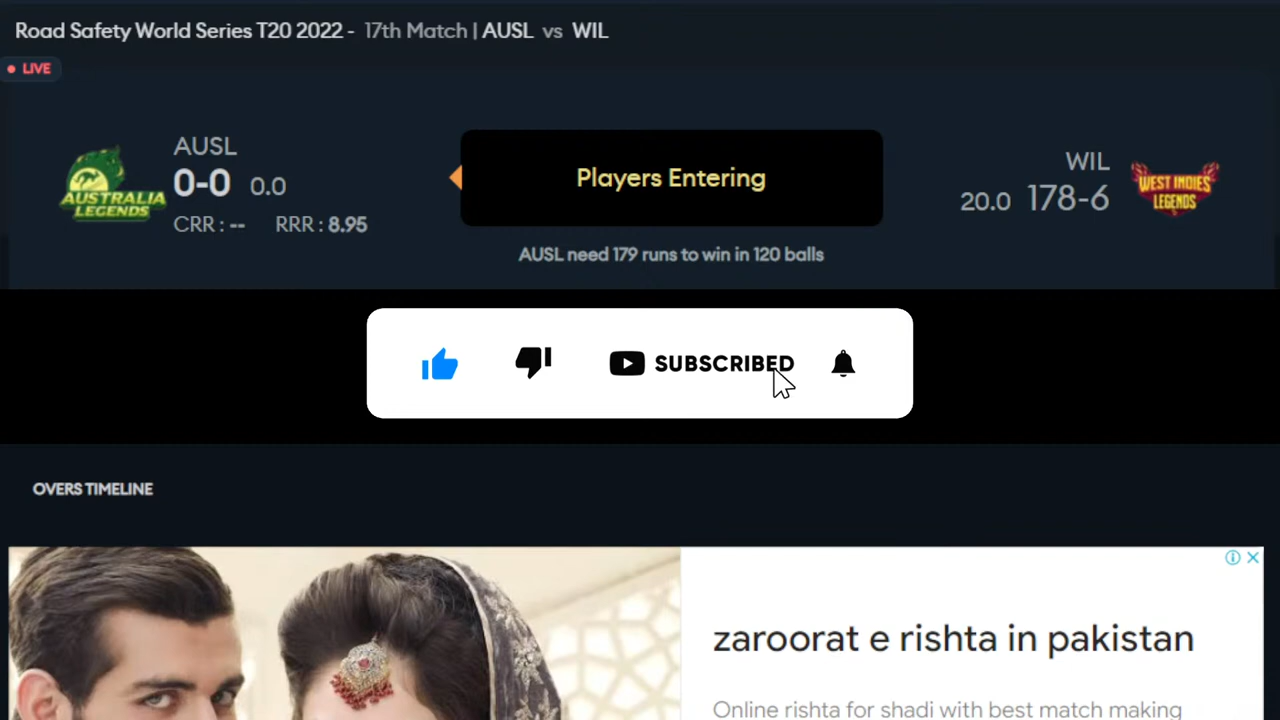 Road Safety World Series T20 2022 - 17th Match | AUSL vs WIL
LIVE
AUSL
0-0 0.0
CRR : -- RRR : 8.95
AUSTRALIA
LEGENDS
Players Entering
AUSL need 179 runs to win in 120 balls
WIL
20.0 178-6
WEST INDIES
LEGENDS
SUBSCRIBED
OVERS TIMELINE
zaroorat e rishta in pakistan
Online rishta for shadi with best match making